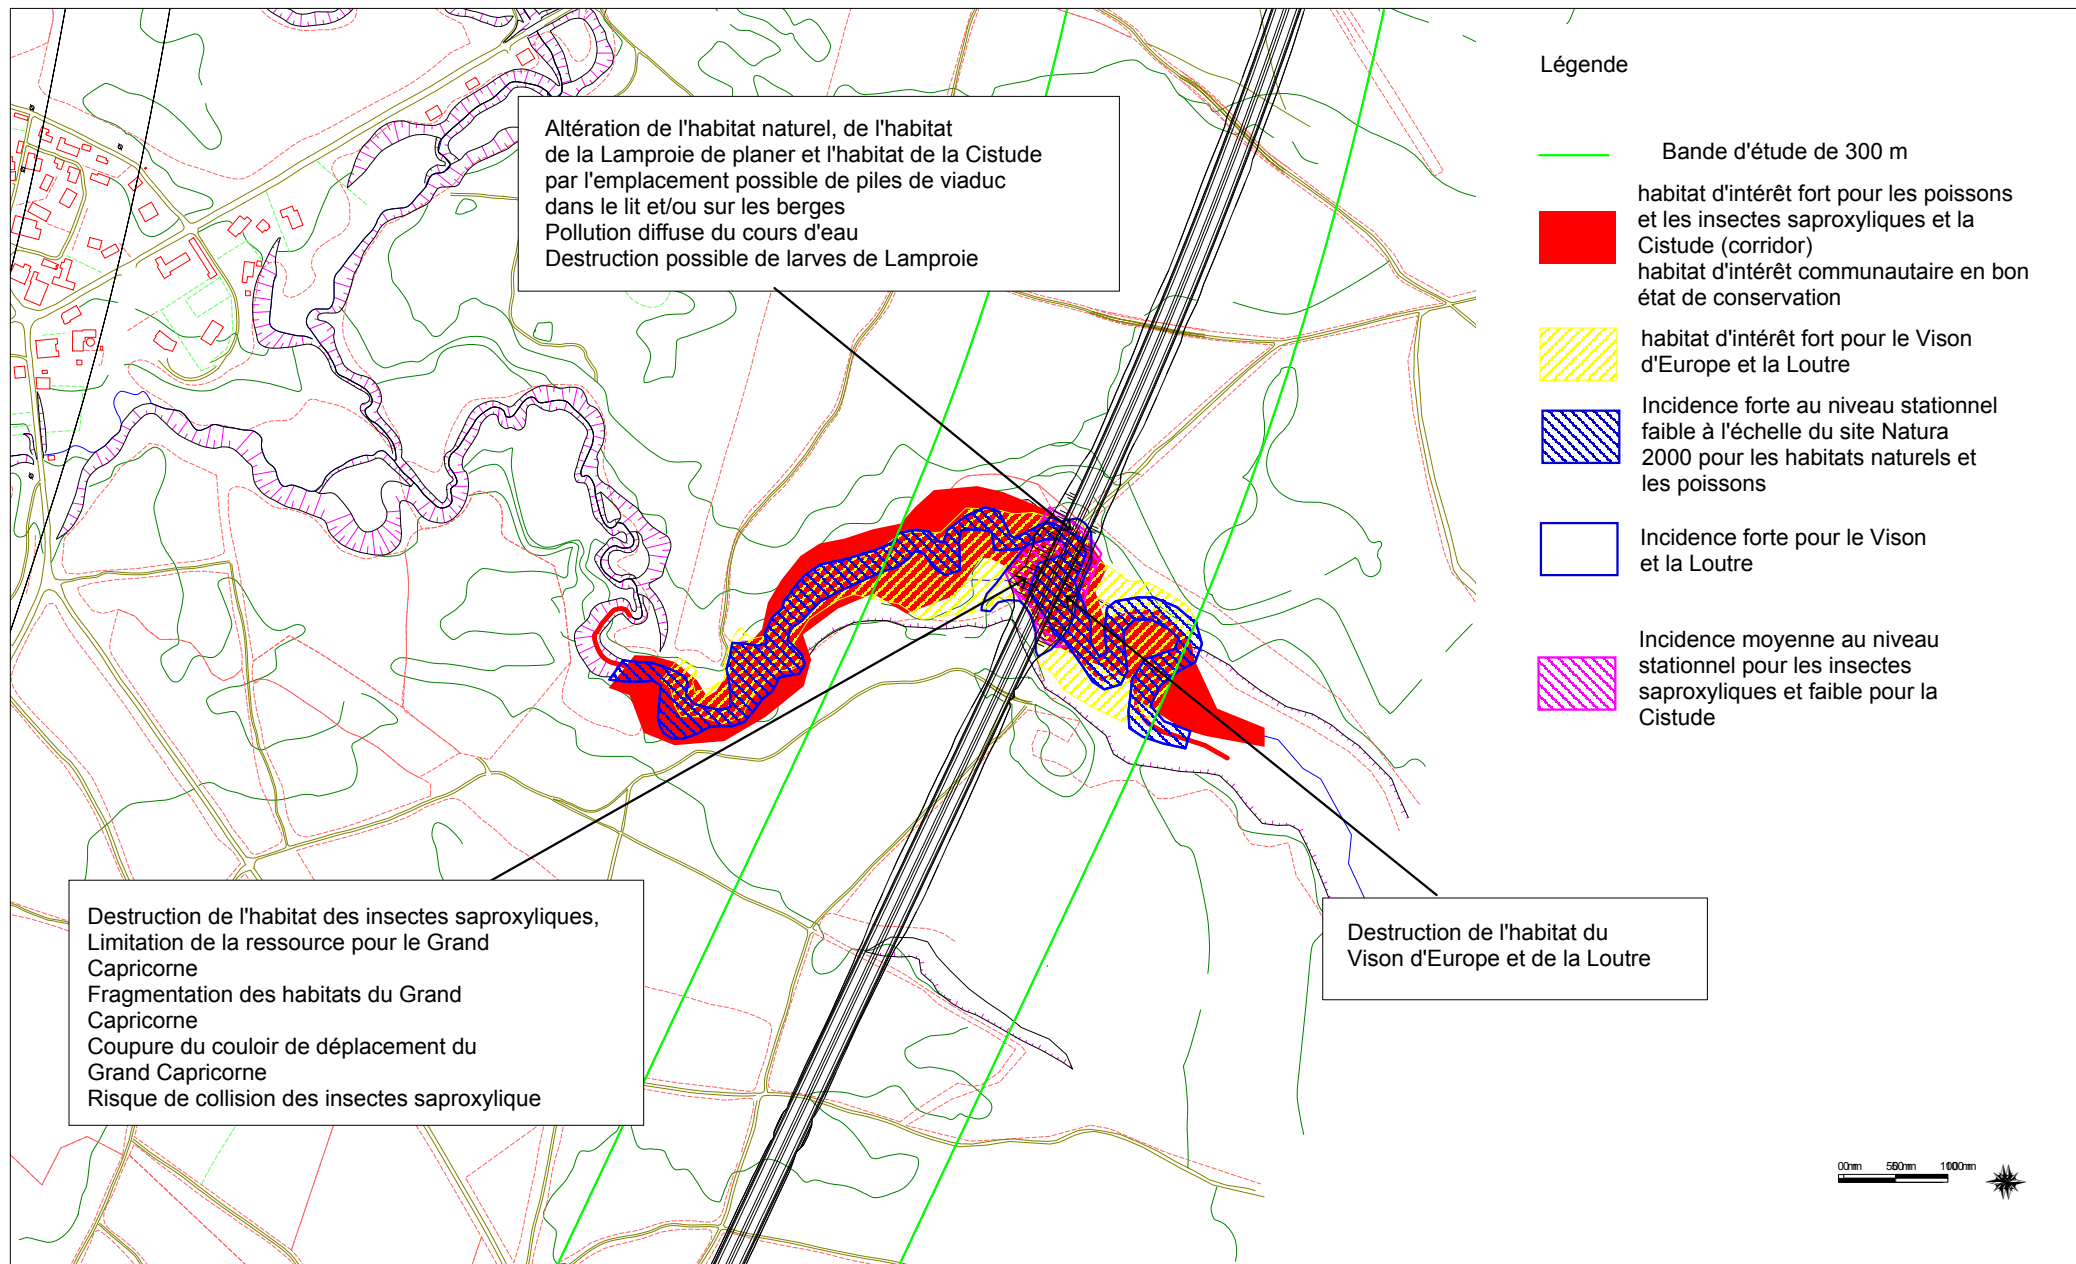 Légende
Altération de l'habitat naturel, de l'habitat
de la Lamproie de planer et l'habitat de la Cistude
par l'emplacement possible de piles de viaduc
dans le lit et/ou sur les berges
Pollution diffuse du cours d'eau
Destruction possible de larves de Lamproie
Bande d'étude de 300 m
habitat d'intérêt fort pour les poissons
et les insectes saproxyliques et la
Cistude (corridor)
habitat d'intérêt communautaire en bon
état de conservation
habitat d'intérêt fort pour le Vison
d'Europe et la Loutre
Incidence forte au niveau stationnel
faible à l'échelle du site Natura
2000 pour les habitats naturels et
les poissons
Incidence forte pour le Vison
et la Loutre
Incidence moyenne au niveau
stationnel pour les insectes
saproxyliques et faible pour la
Cistude
Destruction de l'habitat des insectes saproxyliques,
Limitation de la ressource pour le Grand
Capricorne
Fragmentation des habitats du Grand
Capricorne
Coupure du couloir de déplacement du
Grand Capricorne
Risque de collision des insectes saproxylique
Destruction de l'habitat du
Vison d'Europe et de la Loutre